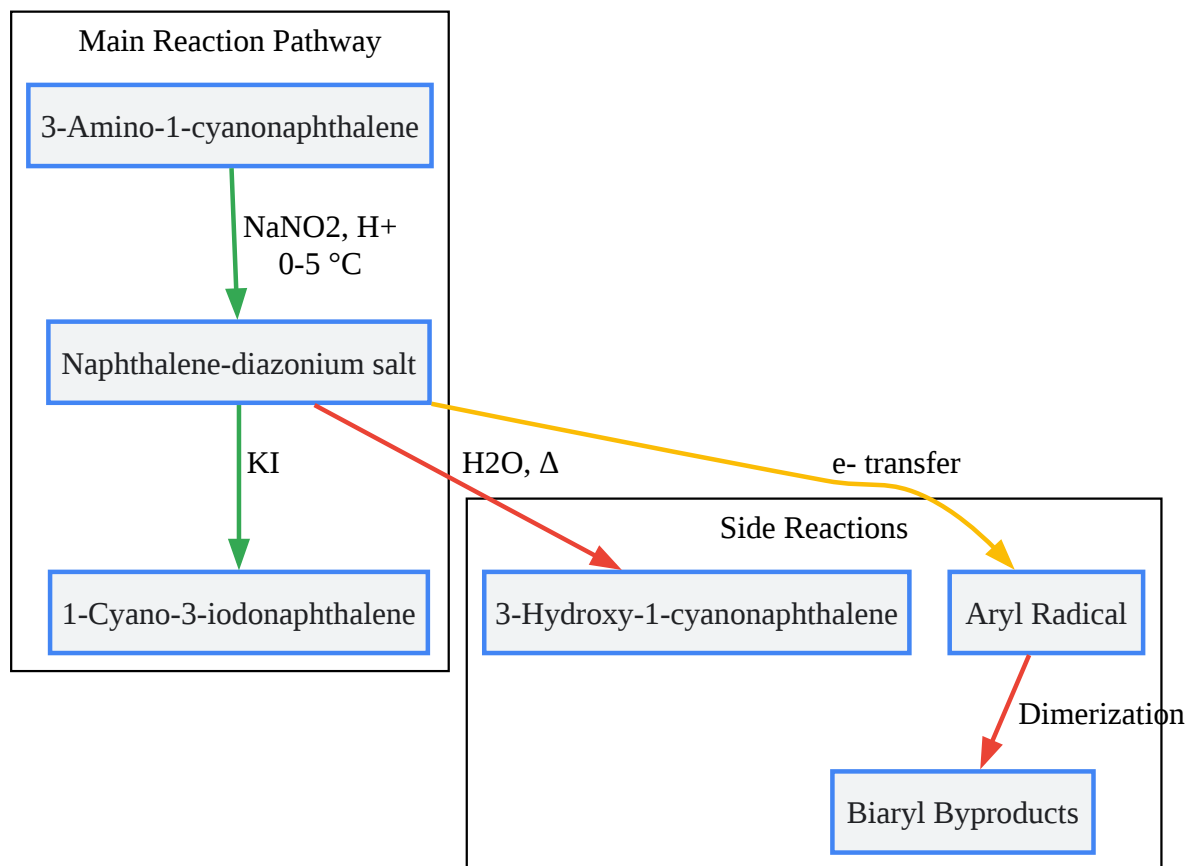 Main Reaction Pathway
3-Amino-1-cyanonaphthalene
NaNO2, H+
0-5 °C
Naphthalene-diazonium salt
KI
H2O, Δ
e- transfer
Side Reactions
1-Cyano-3-iodonaphthalene
3-Hydroxy-1-cyanonaphthalene
Aryl Radical
Dimerization
Biaryl Byproducts